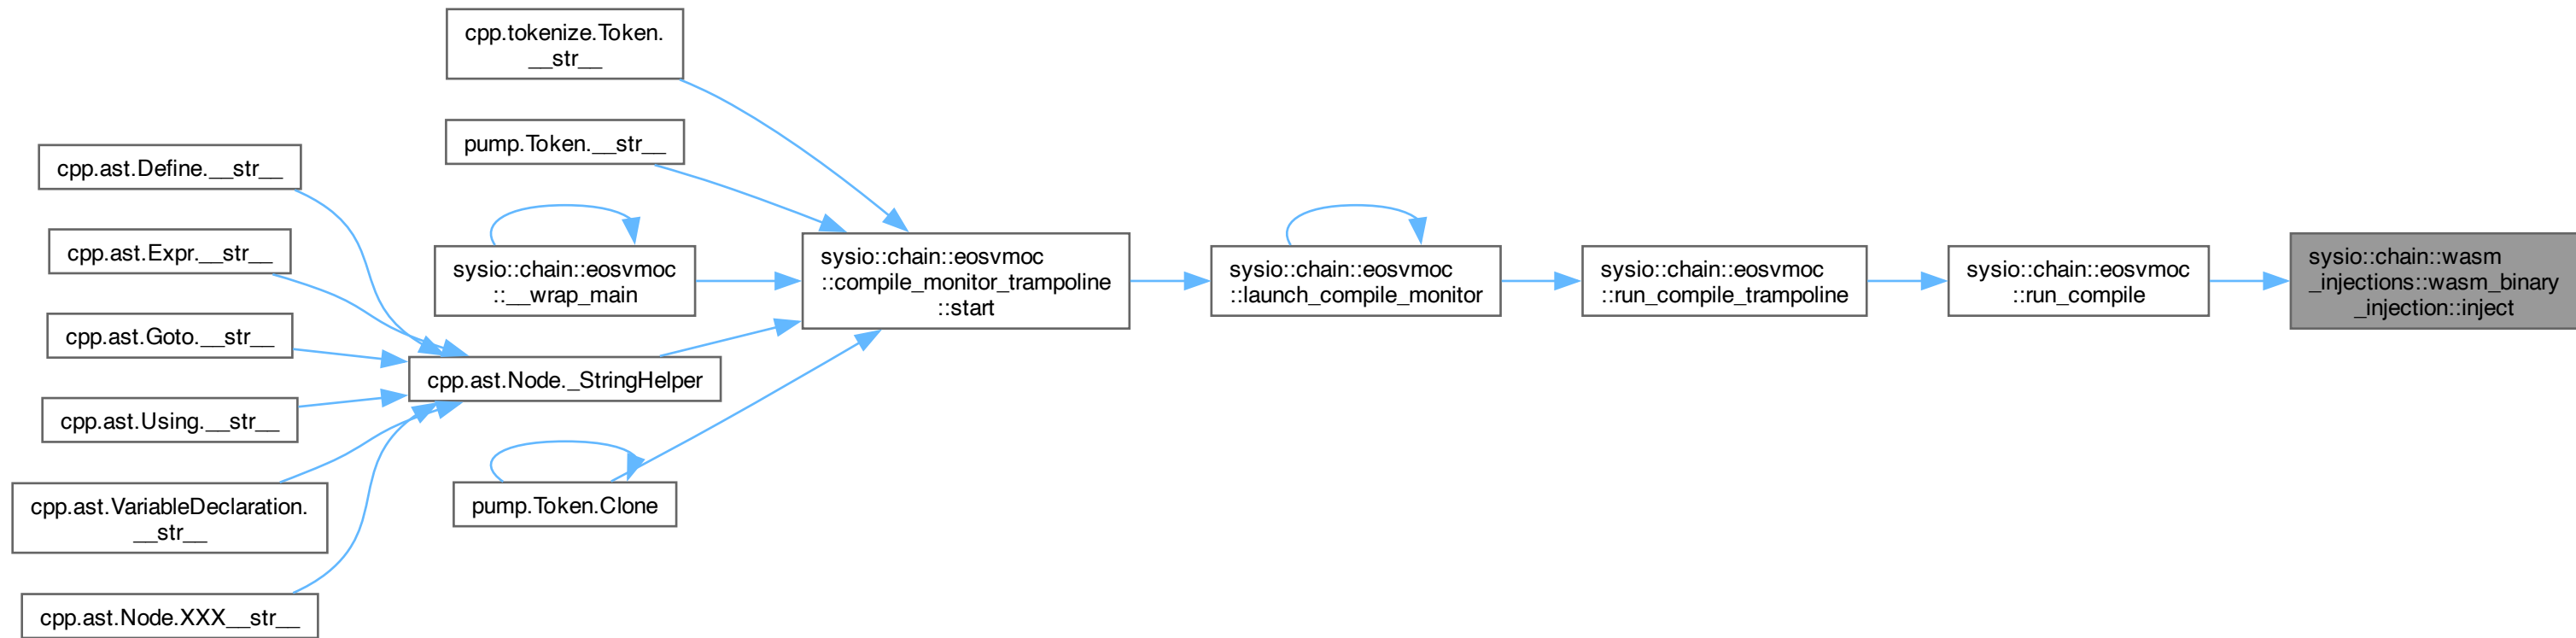 cpp.tokenize.Token.
__str__
pump.Token.__str__
cpp.ast.Define.__str__
cpp.ast.Expr.__str__
cpp.ast.Goto.__str__
cpp.ast.Using.__str__
cpp.ast.VariableDeclaration.
__str__
cpp.ast.Node.XXX__str__
sysio::chain::eosvmoc
::__wrap_main
cpp.ast.Node._StringHelper
pump.Token.Clone
sysio::chain::eosvmoc
::compile_monitor_trampoline
::start
sysio::chain::eosvmoc
::launch_compile_monitor
sysio::chain::eosvmoc
::run_compile_trampoline
sysio::chain::eosvmoc
::run_compile
sysio::chain::wasm
_injections::wasm_binary
_injection::inject